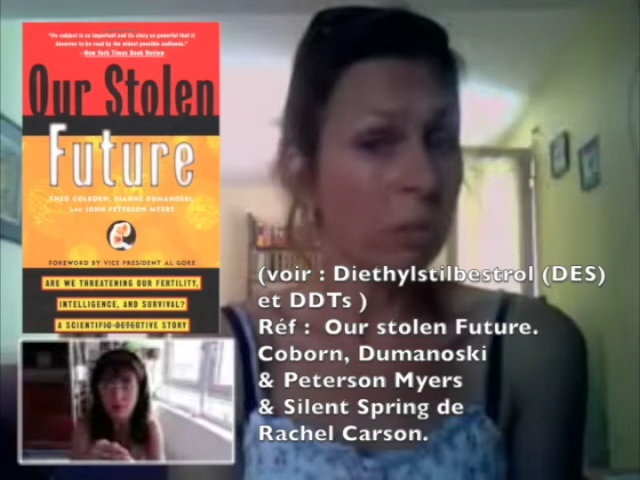 "Its subject is so important and its story so powerful that it
deserves to be read by the widest possible audience."
—New York Times Book Review
Our Stolen
Future
THEO COLBORN, DIANNE DUMANOSKI,
AND JOHN PETERSON MYERS
FOREWORD BY VICE PRESIDENT AL GORE
ARE WE THREATENING OUR FERTILITY,
INTELLIGENCE, AND SURVIVAL?
A SCIENTIFIC DETECTIVE STORY
(voir : Diethylstilbestrol (DES)
et DDTs )
Réf : Our stolen Future.
Coborn, Dumanoski
& Peterson Myers
& Silent Spring de
Rachel Carson.